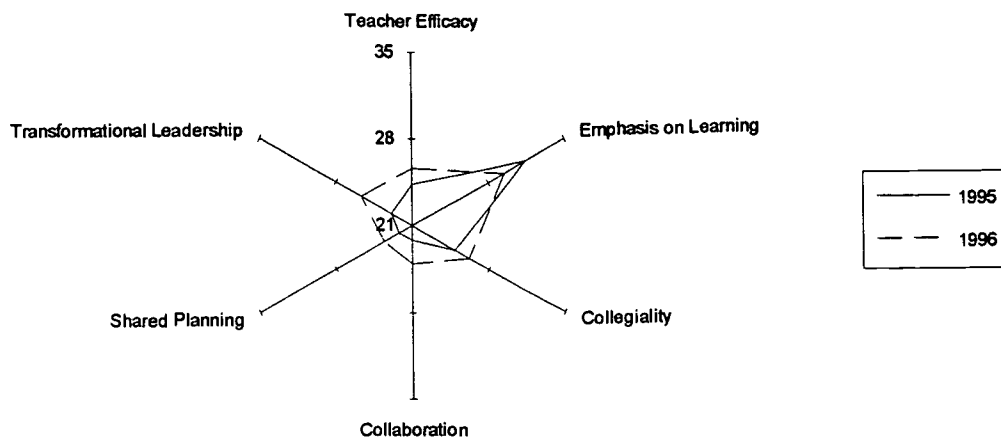 Teacher Efficacy
35
Transformational Leadership
28
Emphasis on Learning
1995
21
1996
Shared Planning
Collegiality
Collaboration